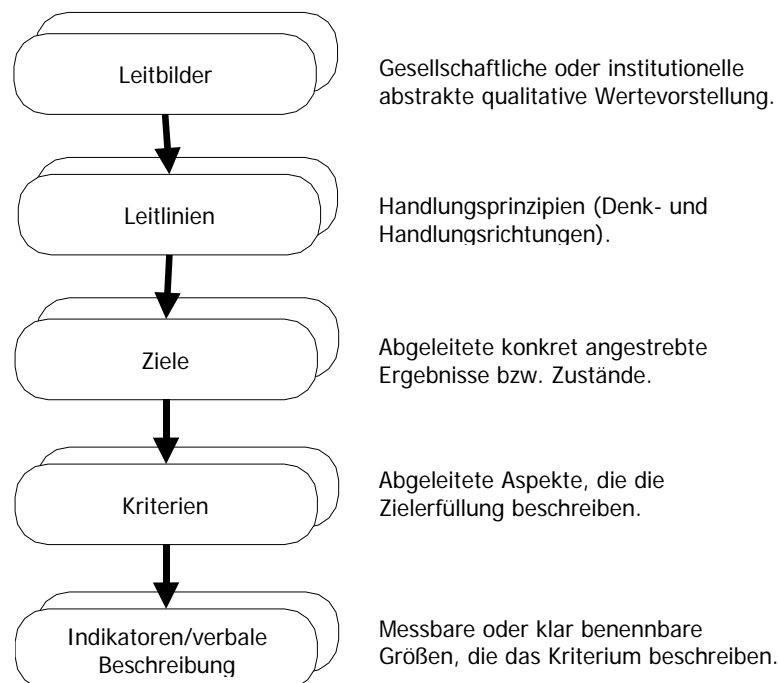 Leitbilder
Gesellschaftliche oder institutionelle
abstrakte qualitative Wertevorstellung.
Leitlinien
Handlungsprinzipien (Denk- und
Handlungsrichtungen).
Ziele
Abgeleitete konkret angestrebte
Ergebnisse bzw. Zustände.
Kriterien
Abgeleitete Aspekte, die die
Zielerfüllung beschreiben.
Indikatoren/verbale
Beschreibung
Messbare oder klar benennbare
Größen, die das Kriterium beschreiben.